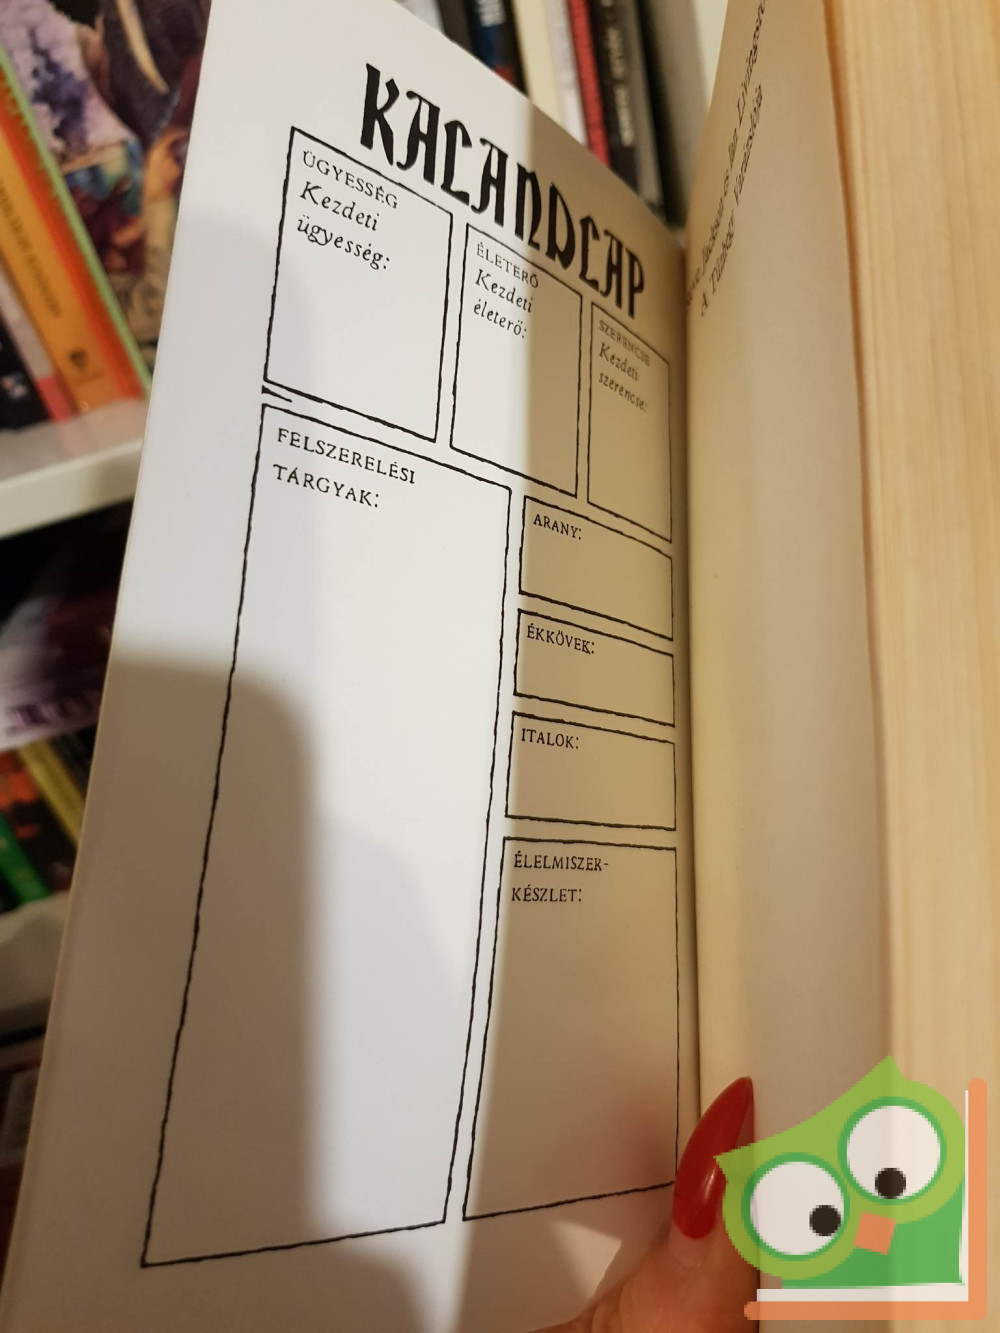 KALANDLAP
ÜGYESSÉG
Kezdeti
ügyesség:
ÉLETERŐ
Kezdeti
életerő:
SZERENCSE
Kezdeti
szerencse:
FELSZERELÉSI
TÁRGYAK:
ARANY:
ÉKKÖVEK:
ITALOK:
ÉLELMISZER-
KÉSZLET: